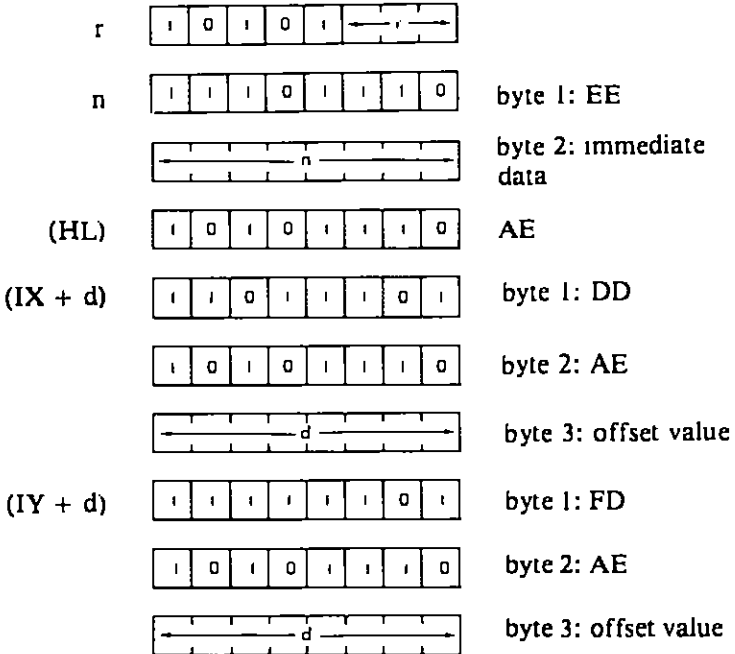 r 1 0 1 0 1 r
n 1 1 1 0 1 1 1 0 byte 1: EE
n byte 2: immediate
data
(HL) 1 0 1 0 1 1 1 0 AE
(IX + d) 1 1 0 1 1 1 0 1 byte 1: DD
1 0 1 0 1 1 1 0 byte 2: AE
d byte 3: offset value
(IY + d) 1 1 1 1 1 1 0 1 byte 1: FD
1 0 1 0 1 1 1 0 byte 2: AE
d byte 3: offset value